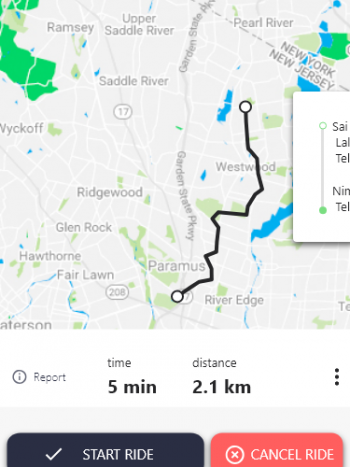 Ramsey
Upper
Saddle River
Garden State Pkwy
Pearl River
NEW YORK
NEW JERSEY
Saddle River
17
Wyckoff
Sai
Lal
Tel
Garden State Pkwy
Westwood
Ridgewood
Nin
Tel
Glen Rock
Hawthorne
Fair Lawn
Paramus
208
River Edge
aterson
Te
Report
time
5 min
distance
2.1 km
START RIDE
CANCEL RIDE